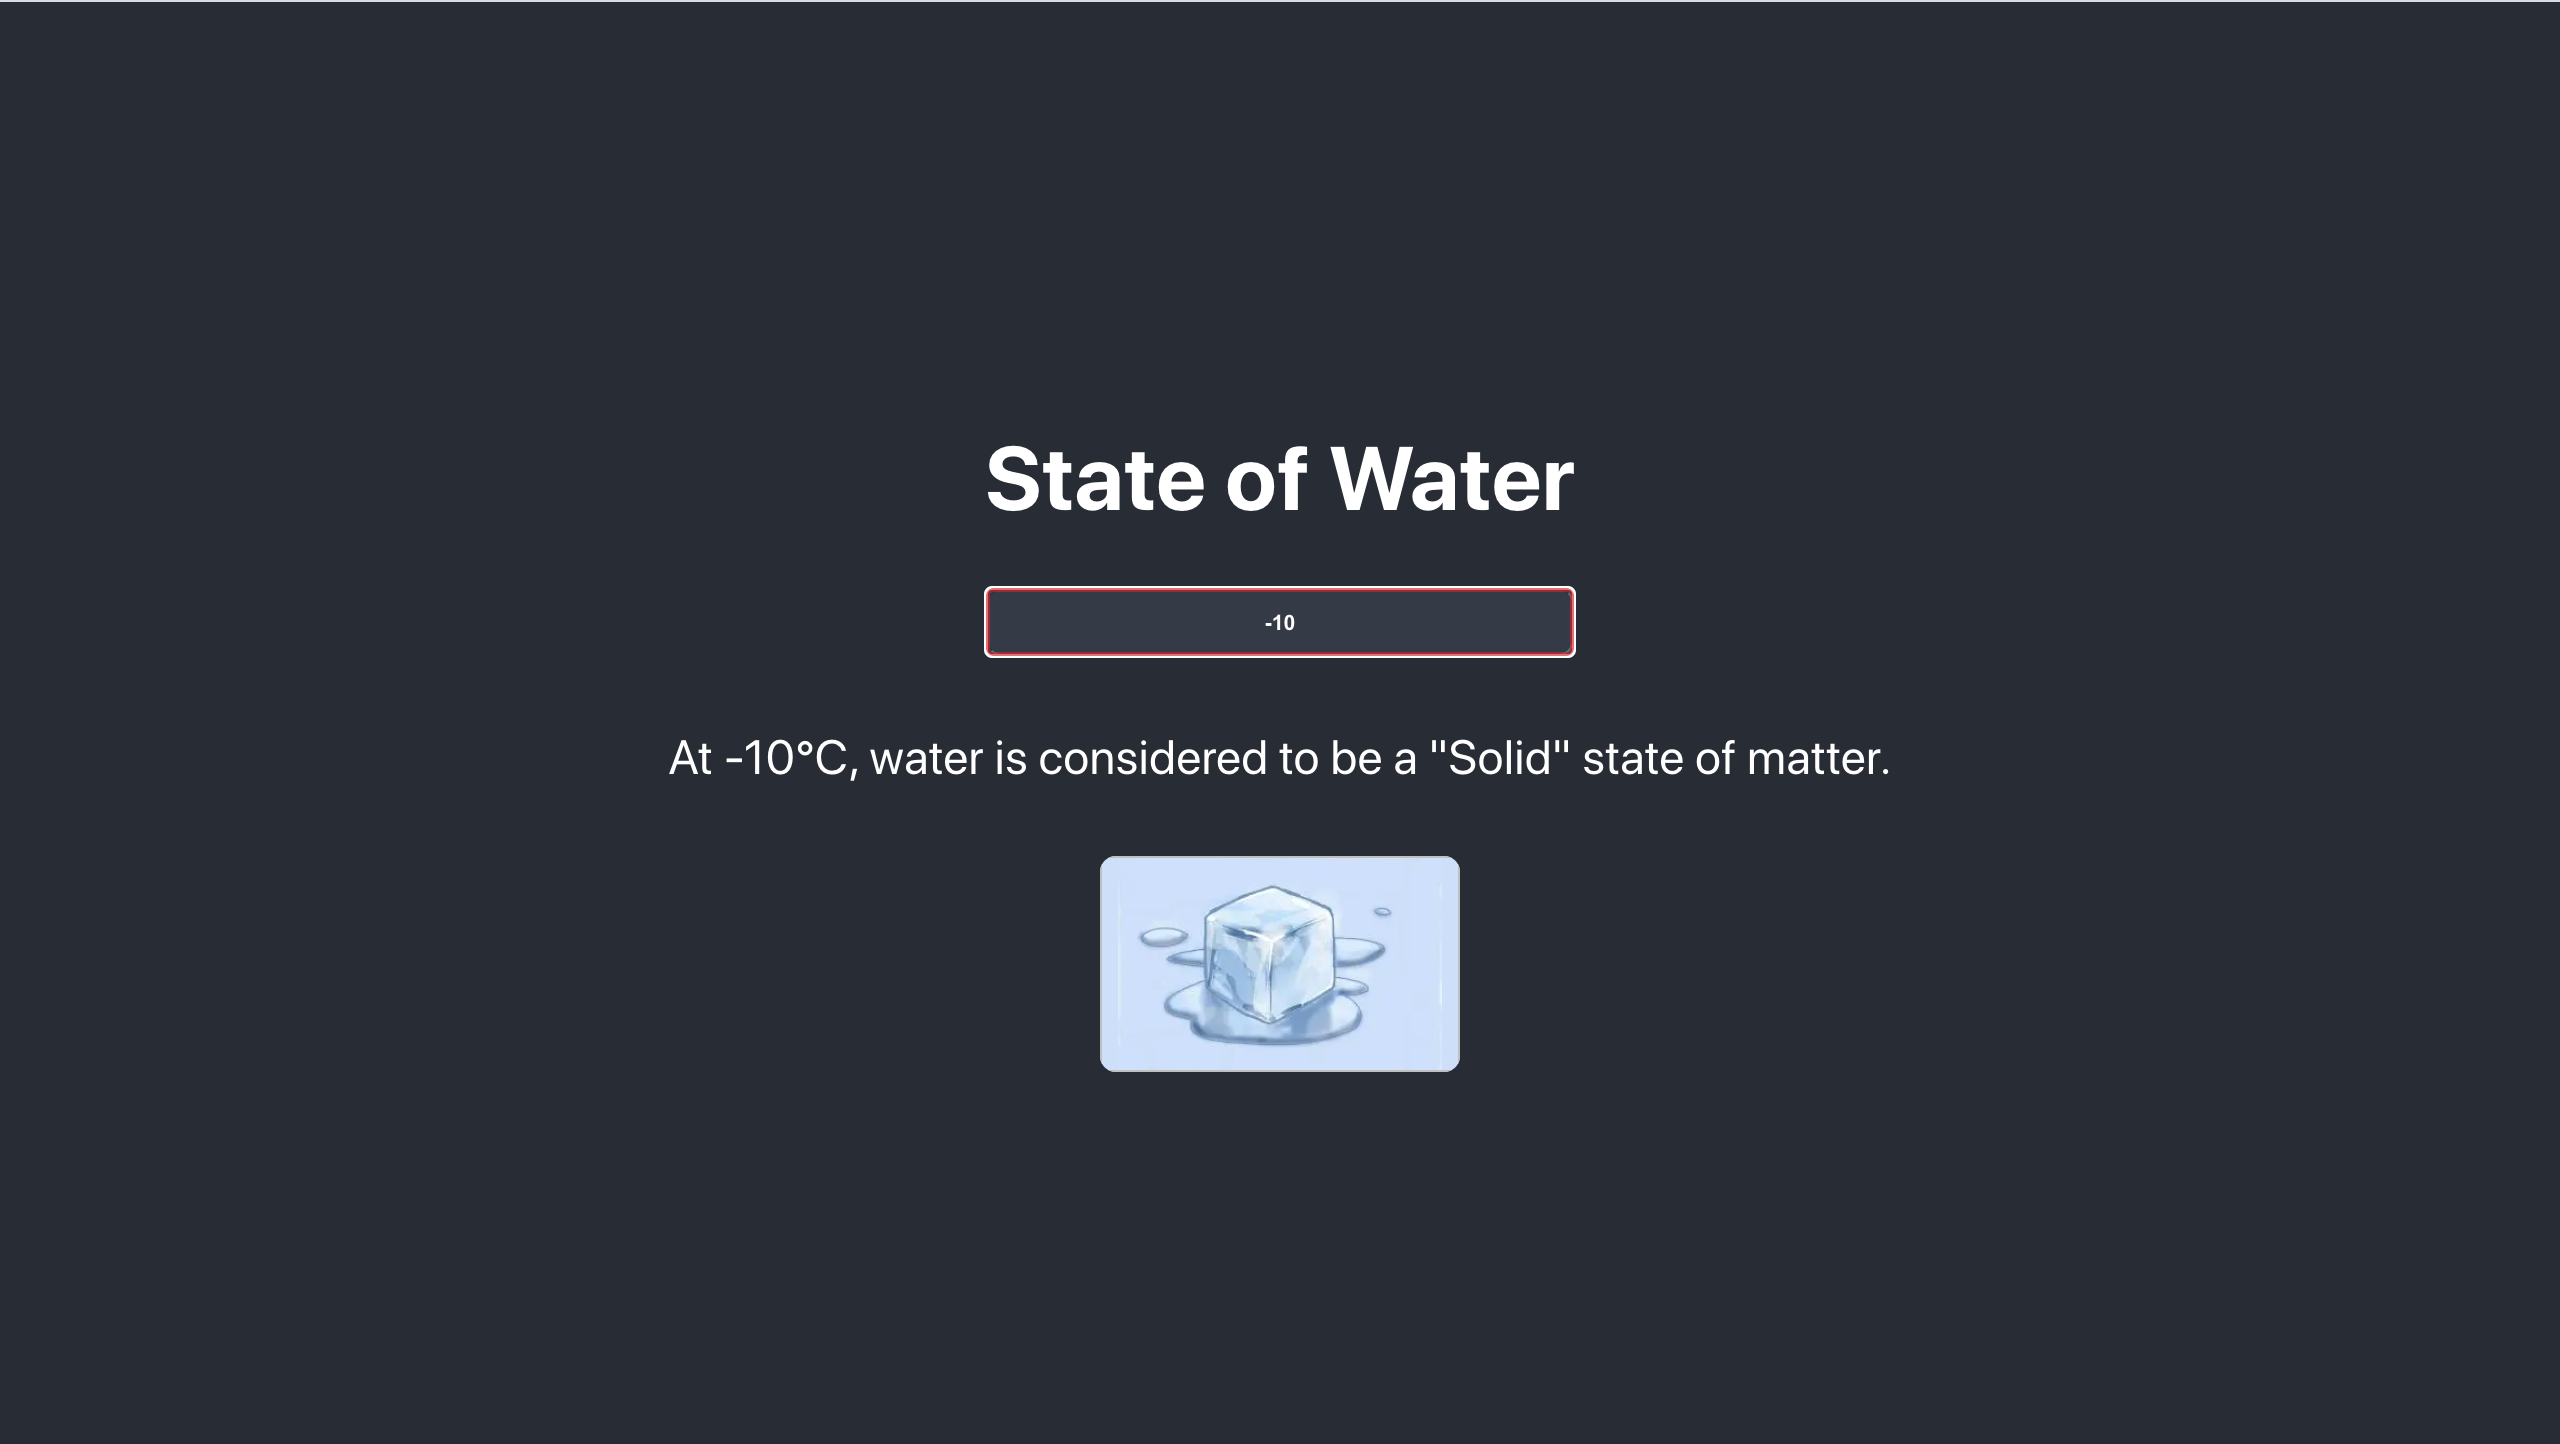 State of Water
-10
At -10°C, water is considered to be a "Solid" state of matter.